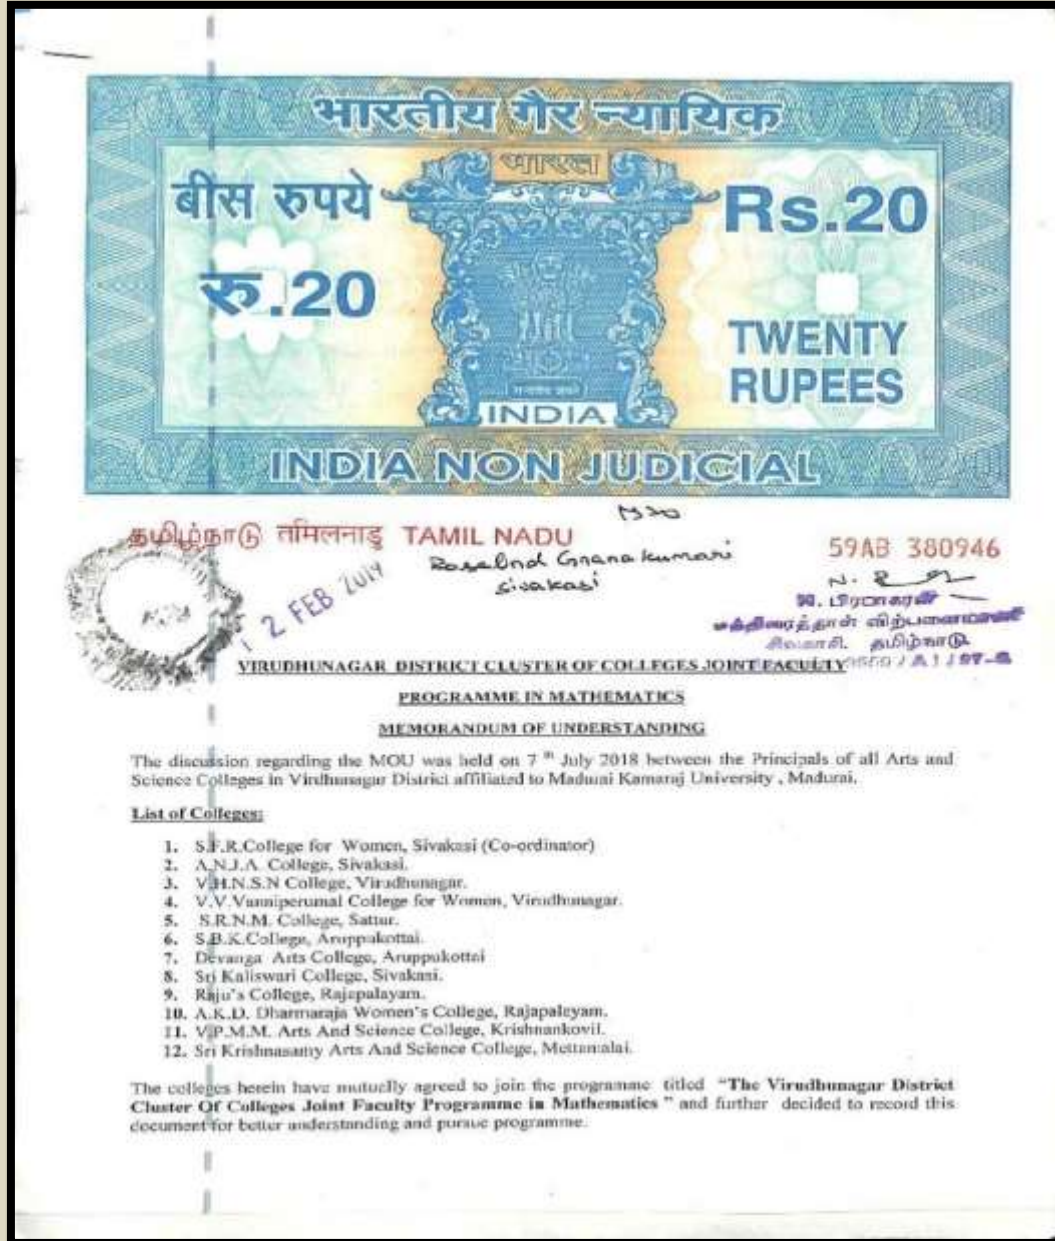 भारतीय गैर न्यायिक
भारत
बीस रुपये
Rs.20
रु.20
TWENTY
RUPEES
INDIA
INDIA NON JUDICIAL
தமிழ்நாடு तमिलनाडु TAMIL NADU
59AB 380946
Sivakasi
2 FEB 2019
தமிழ்நாடு
VIRUDHUNAGAR DISTRICT CLUSTER OF COLLEGES JOINT FACULTY
PROGRAMME IN MATHEMATICS
MEMORANDUM OF UNDERSTANDING
The discussion regarding the MOU was held on 7 th July 2018 between the Principals of all Arts and
Science Colleges in Virdhunagar District affiliated to Madurai Kamaraj University , Madurai.
List of Colleges:
1. S.F.R.College for Women, Sivakasi (Co-ordinator)
2. A.N.J.A. College, Sivakasi.
3. V.H.N.S.N College, Virudhunagar.
4. V.V.Vanniperumal College for Women, Virudhunagar.
5. S.R.N.M. College, Sattur.
6. S.B.K.College, Aruppukottai.
7. Devanga Arts College, Aruppukottai
8. Sri Kaliswari College, Sivakasi.
9. Raju's College, Rajapalayam.
10. A.K.D. Dharmaraja Women's College, Rajapalayam.
11. V.P.M.M. Arts And Science College, Krishnankovil.
12. Sri Krishnasamy Arts And Science College, Mettamalai.
The colleges herein have mutually agreed to join the programme titled “The Virudhunagar District
Cluster Of Colleges Joint Faculty Programme in Mathematics ” and further decided to record this
document for better understanding and pursue programme.